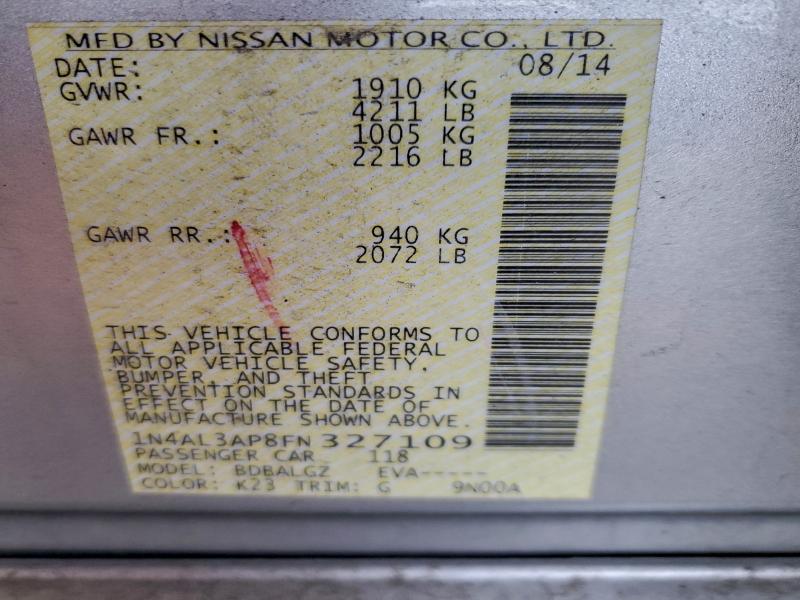 MFD BY NISSAN MOTOR CO., LTD.
DATE: 08/14
GVWR: 1910 KG
4211 LB
GAWR FR.: 1005 KG
2216 LB
GAWR RR.: 940 KG
2072 LB
THIS VEHICLE CONFORMS TO
ALL APPLICABLE FEDERAL
MOTOR VEHICLE SAFETY,
BUMPER, AND THEFT
PREVENTION STANDARDS IN
EFFECT ON THE DATE OF
MANUFACTURE SHOWN ABOVE.
1N4AL3AP8FN327109
PASSENGER CAR 118
MODEL: BDBALGZ EVA-----
COLOR: K23 TRIM: G 9N00A